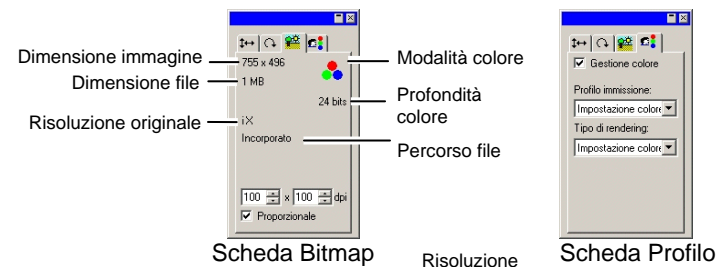 Dimensione immagine
Dimensione file
Risoluzione originale
755 x 496
1 MB
24 bits
iX
Incorporato
100 x 100 dpi
Proporzionale
Modalità colore
Profondità
colore
Percorso file
Scheda Bitmap
Risoluzione
Gestione colore
Profilo immissione:
Impostazione colore
Tipo di rendering:
Impostazione colore
Scheda Profilo